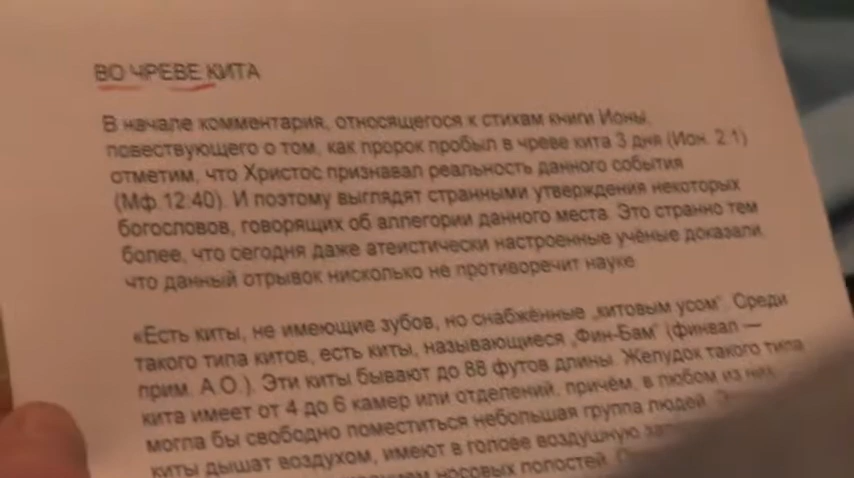 ВО ЧРЕВЕ КИТА
В начале комментария, относящегося к стихам книги Ионы,
повествующего о том, как пророк пробыл в чреве кита 3 дня (Ион. 2:1)
отметим, что Христос признавал реальность данного события
(Мф.12:40). И поэтому выглядят странными утверждения некоторых
богословов, говорящих об аллегории данного места. Это странно тем
более, что сегодня даже атеистически настроенные учёные доказали,
что данный отрывок нисколько не противоречит науке.
«Есть киты, не имеющие зубов, но снабжённые „китовым усом". Среди
такого типа китов, есть киты, называющиеся „Фин-Бам" (финвал —
прим. А.О.). Эти киты бывают до 88 футов длины. Желудок такого типа
кита имеет от 4 до 6 камер или отделений, причём, в любом из них
могла бы свободно поместиться небольшая группа людей.
киты дышат воздухом, имеют в голове воздушную
носовых полостей.